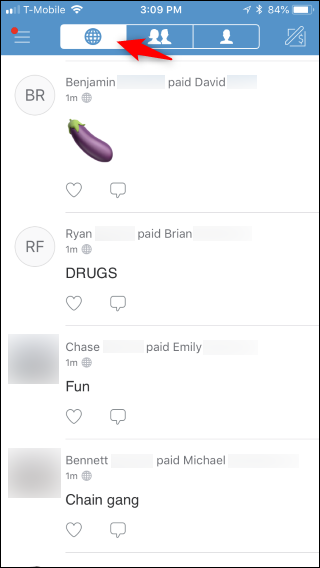 T-Mobile 3:09 PM 84%
Benjamin paid David
BR
1m
Ryan paid Brian
RF
1m
DRUGS
Chase paid Emily
1m
Fun
Bennett paid Michael
1m
Chain gang